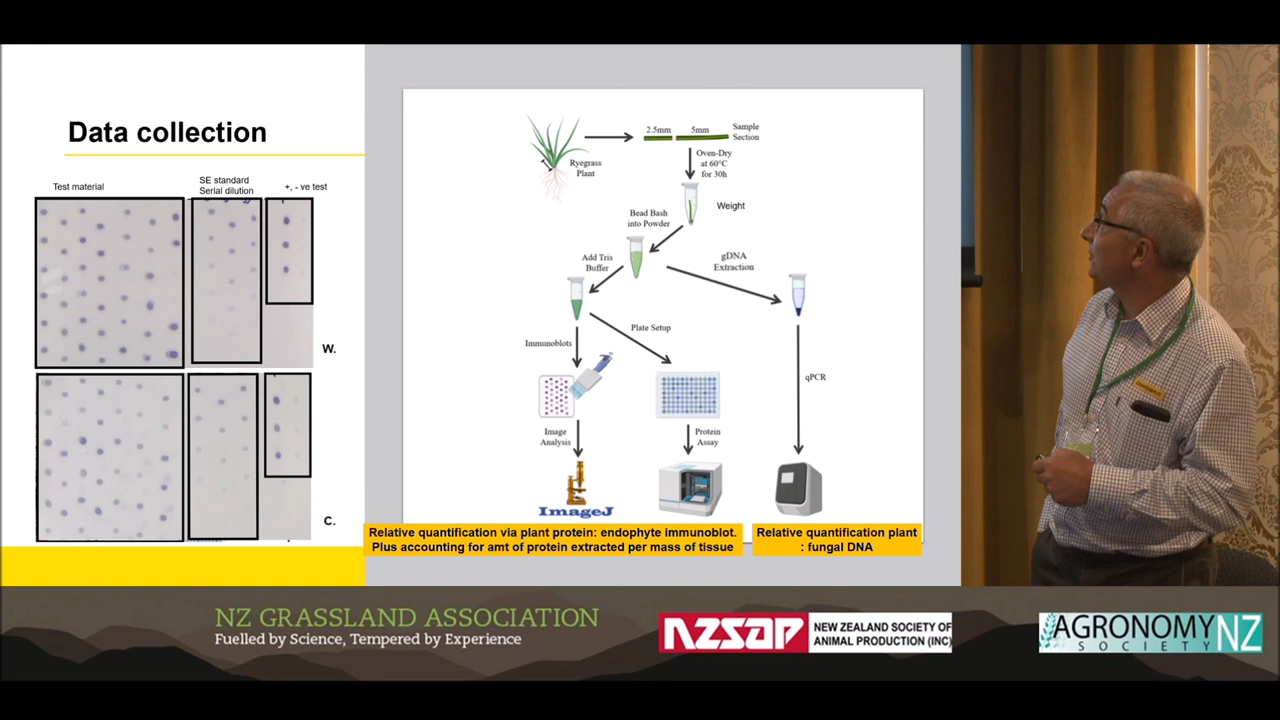 Data collection
Test material
SE standard
Serial dilution
+, - ve test
W.
C.
2.5mm
5mm
Sample
Section
Ryegrass
Plant
Oven-Dry
at 60°C
for 30h
Weight
Bead Bash
into Powder
Add Tris
Buffer
gDNA
Extraction
Plate Setup
Immunoblots
qPCR
Image
Analysis
Protein
Assay
ImageJ
Relative quantification via plant protein: endophyte immunoblot.
Plus accounting for amt of protein extracted per mass of tissue
Relative quantification plant
: fungal DNA
NZ GRASSLAND ASSOCIATION
Fuelled by Science, Tempered by Experience
NZSAP
NEW ZEALAND SOCIETY OF
ANIMAL PRODUCTION (INC)
AGRONOMY NZ
SOCIETY